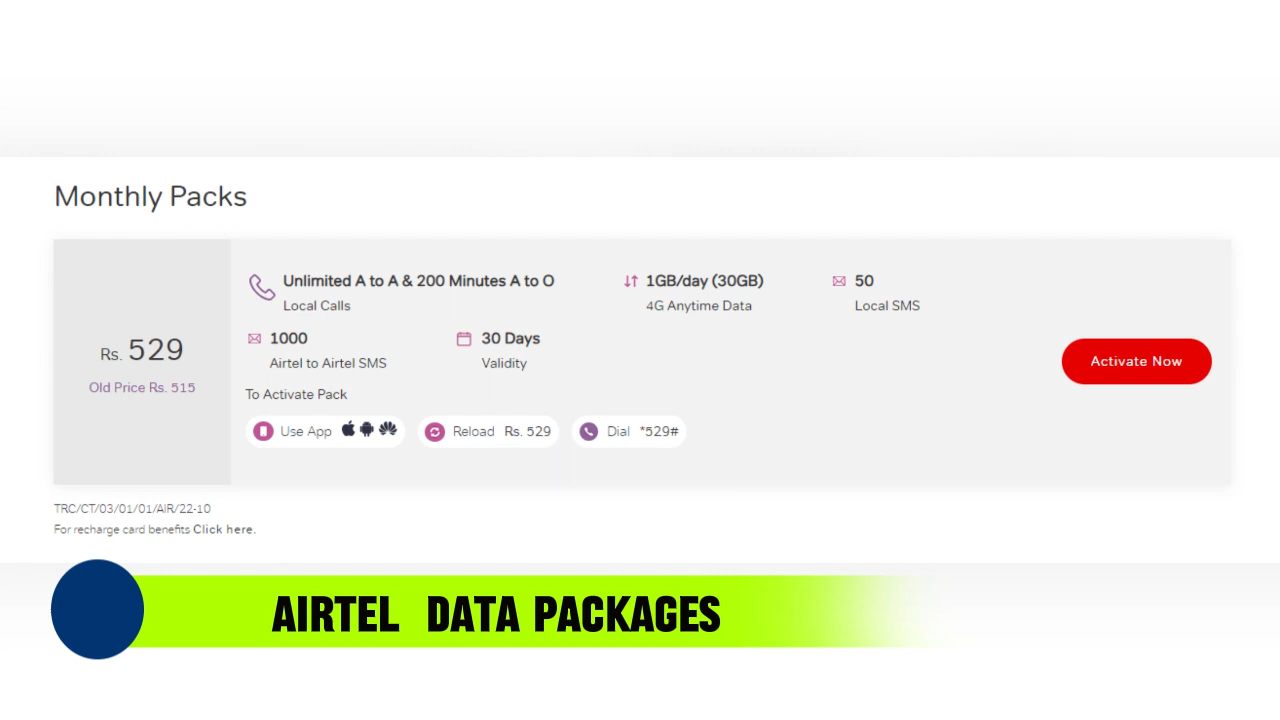 Monthly Packs
Unlimited A to A & 200 Minutes A to O
Local Calls
1GB/day (30GB)
4G Anytime Data
50
Local SMS
1000
Airtel to Airtel SMS
30 Days
Validity
Rs. 529
Old Price Rs. 515
Activate Now
To Activate Pack
Use App
Reload Rs. 529
Dial *529#
TRC/CT/03/01/01/AIR/22-10
For recharge card benefits Click here.
AIRTEL DATA PACKAGES